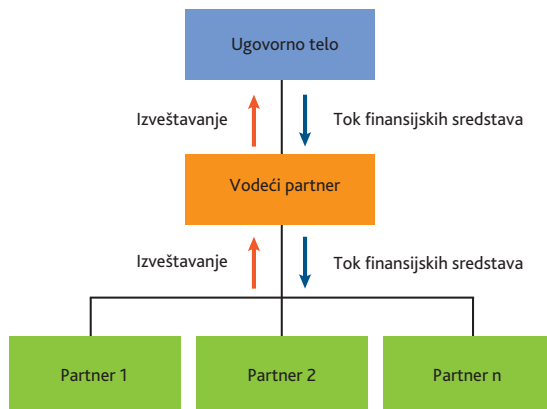 Ugovorno telo
Izveštavanje
Tok finansijskih sredstava
Vodeći partner
Izveštavanje
Tok finansijskih sredstava
Partner 1
Partner 2
Partner n